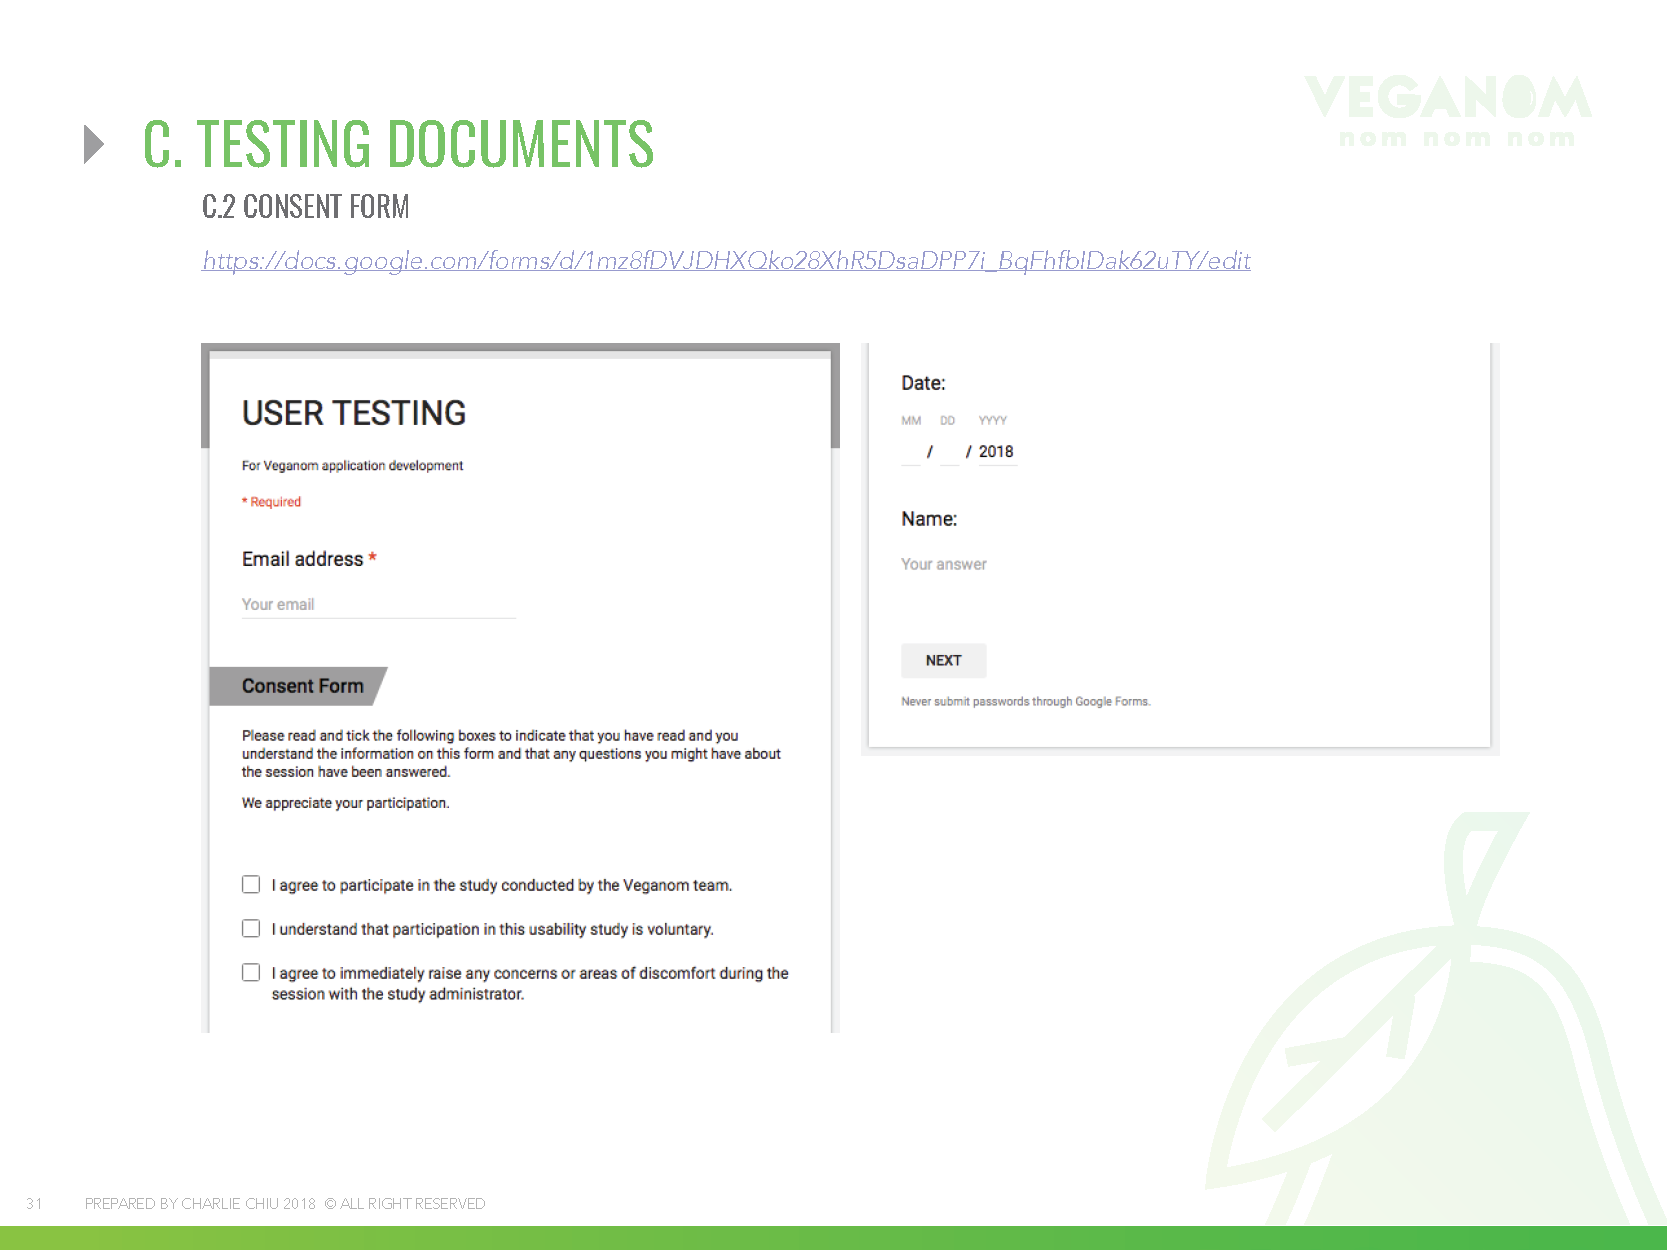 VEGANOM
nom nom nom
C. TESTING DOCUMENTS
C.2 CONSENT FORM
https://docs.google.com/forms/d/1mz8fDVJDHXQko28XhR5DsaDPP7i_BqFhfbIDak62uTY/edit
USER TESTING
For Veganom application development
* Required
Email address *
Your email
Consent Form
Please read and tick the following boxes to indicate that you have read and you
understand the information on this form and that any questions you might have about
the session have been answered.
We appreciate your participation.
I agree to participate in the study conducted by the Veganom team.
I understand that participation in this usability study is voluntary.
I agree to immediately raise any concerns or areas of discomfort during the
session with the study administrator.
Date:
MM DD YYYY
/ / 2018
Name:
Your answer
NEXT
Never submit passwords through Google Forms.
31 PREPARED BY CHARLIE CHIU 2018 © ALL RIGHT RESERVED